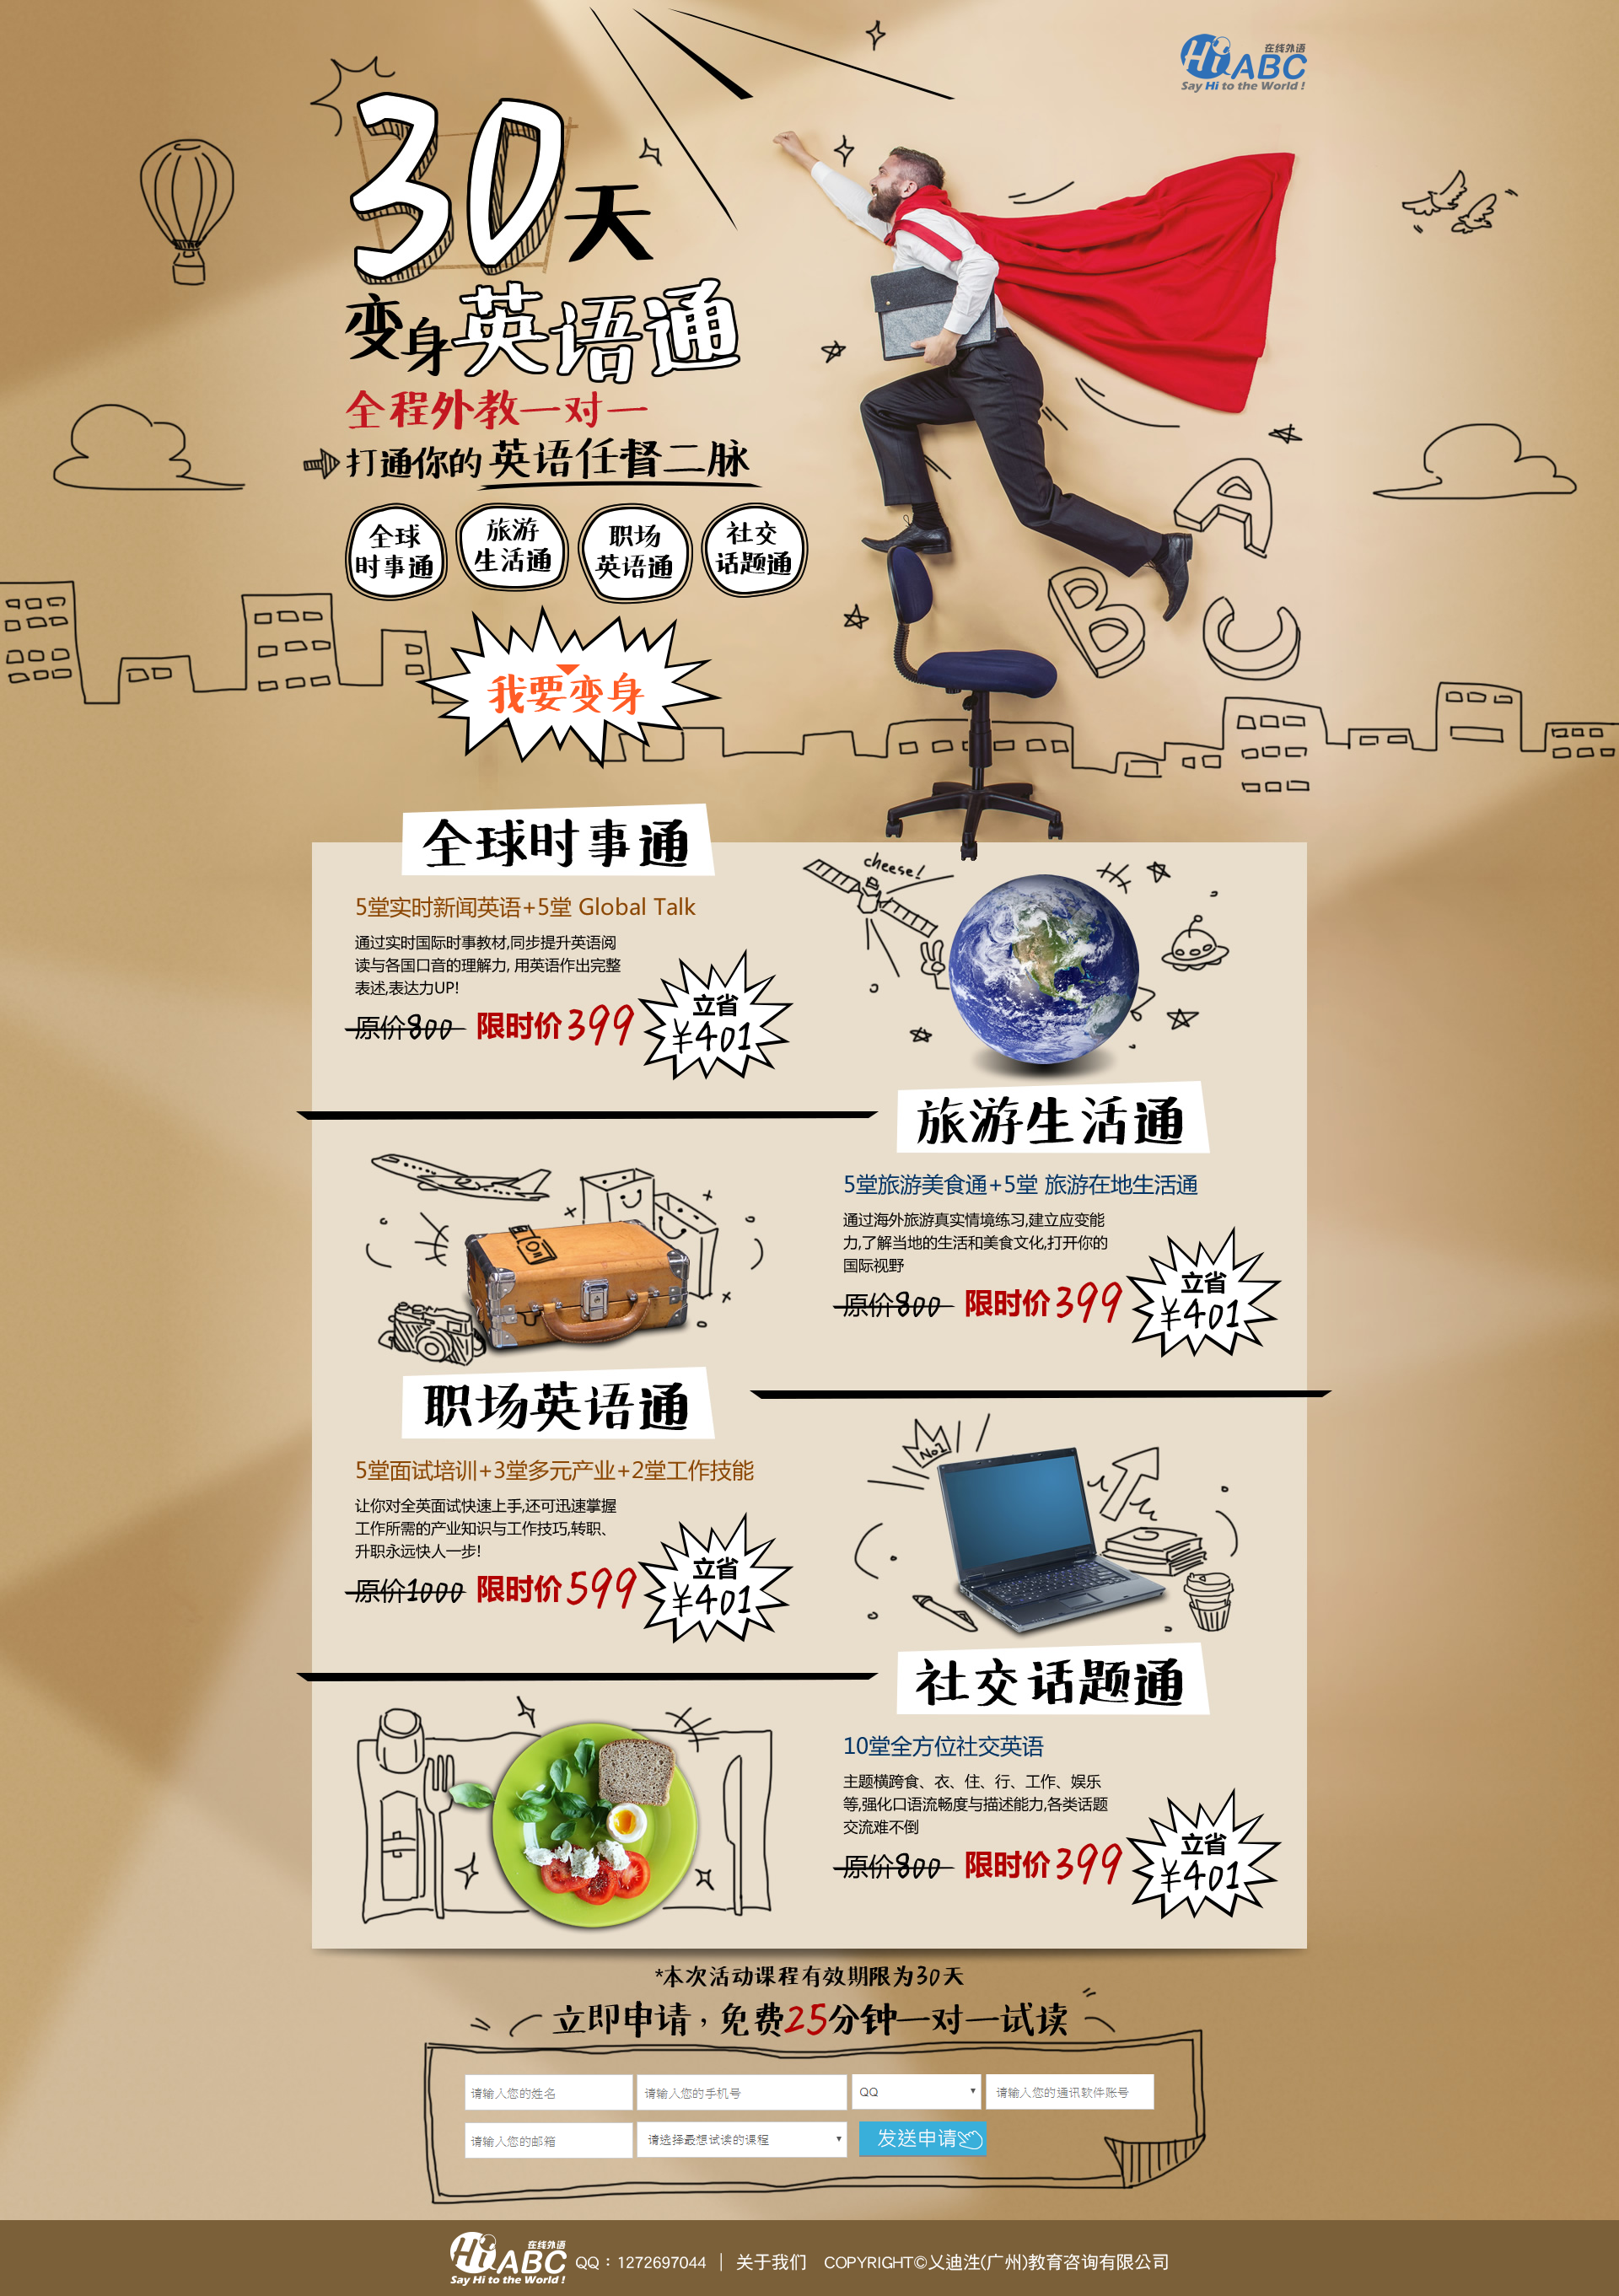 Hi ABC 在线外语
Say Hi to the World !
30天
变身英语通
全程外教一对一
打通你的英语任督二脉
全球
时事通
旅游
生活通
职场
英语通
社交
话题通
我要变身
A
B
C
全球时事通
5堂实时新闻英语+5堂 Global Talk
通过实时国际时事教材,同步提升英语阅
读与各国口音的理解力, 用英语作出完整
表述,表达力UP!
原价800 限时价399
立省
¥401
cheese!
旅游生活通
5堂旅游美食通+5堂 旅游在地生活通
通过海外旅游真实情境练习,建立应变能
力,了解当地的生活和美食文化,打开你的
国际视野
原价800 限时价399
立省
¥401
职场英语通
5堂面试培训+3堂多元产业+2堂工作技能
让你对全英面试快速上手,还可迅速掌握
工作所需的产业知识与工作技巧,转职、
升职永远快人一步!
原价1000 限时价599
立省
¥401
No1
社交话题通
10堂全方位社交英语
主题横跨食、衣、住、行、工作、娱乐
等,强化口语流畅度与描述能力,各类话题
交流难不倒
原价800 限时价399
立省
¥401
*本次活动课程有效期限为30天
立即申请，免费25分钟一对一试读
请输入您的姓名 请输入您的手机号 QQ 请输入您的通讯软件账号
请输入您的邮箱 请选择最想试读的课程 发送申请
Hi ABC 在线外语
Say Hi to the World !
QQ：1272697044 | 关于我们 COPYRIGHT©乂迪泩(广州)教育咨询有限公司